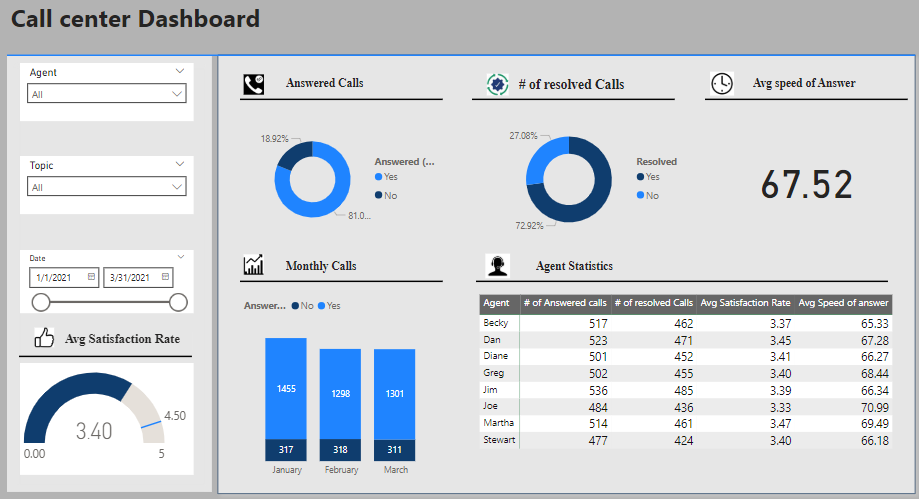 Call center Dashboard
Agent
All
Topic
All
Date
1/1/2021 3/31/2021
Avg Satisfaction Rate
3.40
4.50
0.00 5
Answered Calls
18.92%
81.0...
Answered (...
Yes
No
# of resolved Calls
27.08%
72.92%
Resolved
Yes
No
Avg speed of Answer
67.52
Monthly Calls
Answer... No Yes
1455 1298 1301
317 318 311
January February March
Agent Statistics
Agent # of Answered calls # of resolved Calls Avg Satisfaction Rate Avg Speed of answer
Becky 517 462 3.37 65.33
Dan 523 471 3.45 67.28
Diane 501 452 3.41 66.27
Greg 502 455 3.40 68.44
Jim 536 485 3.39 66.34
Joe 484 436 3.33 70.99
Martha 514 461 3.47 69.49
Stewart 477 424 3.40 66.18